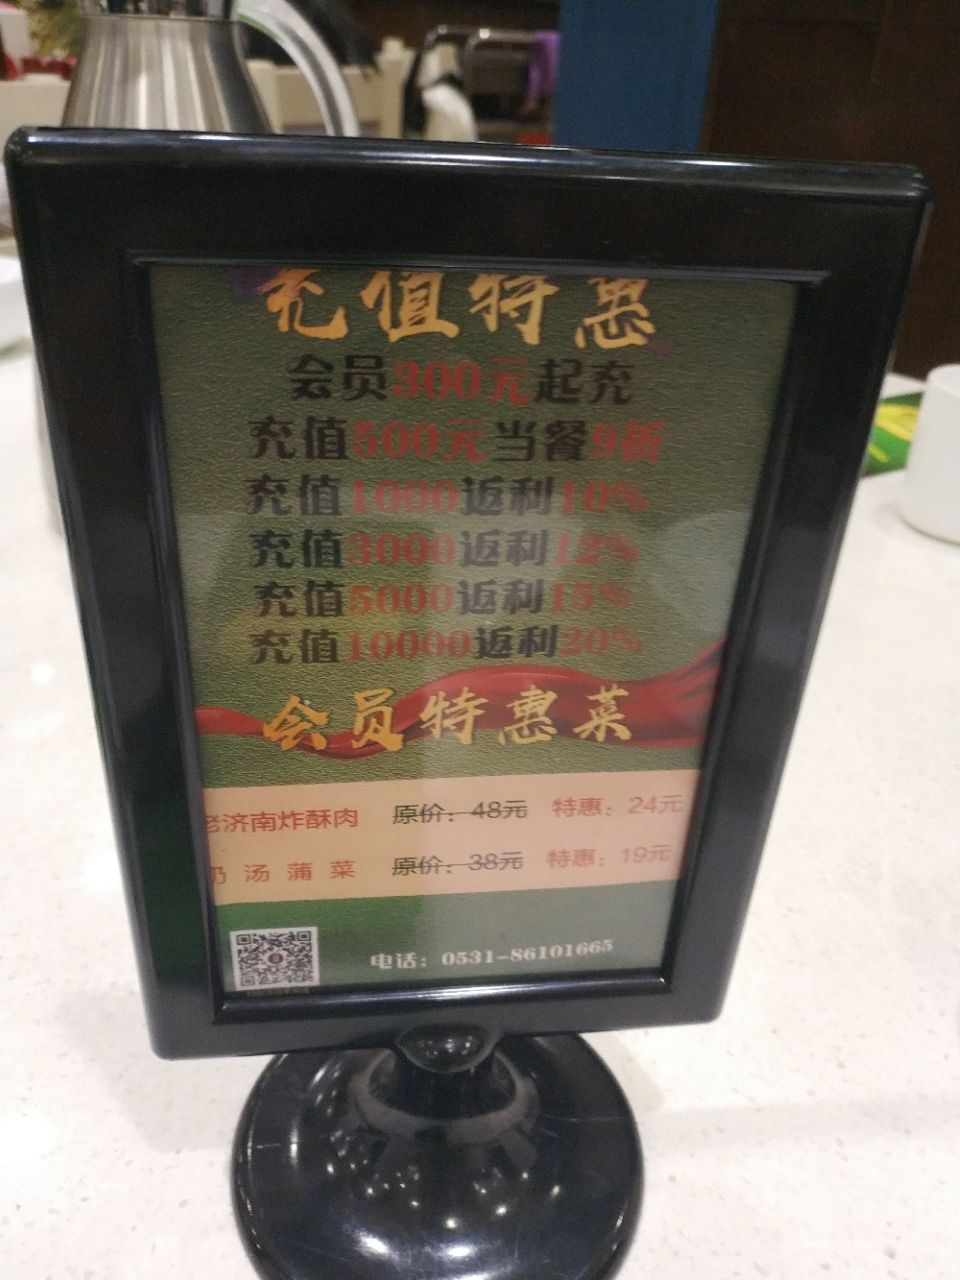 充值特惠
会员300元起充
充值500元当餐9折
充值1000返利10%
充值3000返利12%
充值5000返利15%
充值10000返利20%
会员特惠菜
老济南炸酥肉 原价：48元 特惠：24元
奶汤蒲菜 原价：38元 特惠：19元
电话：0531-86101665